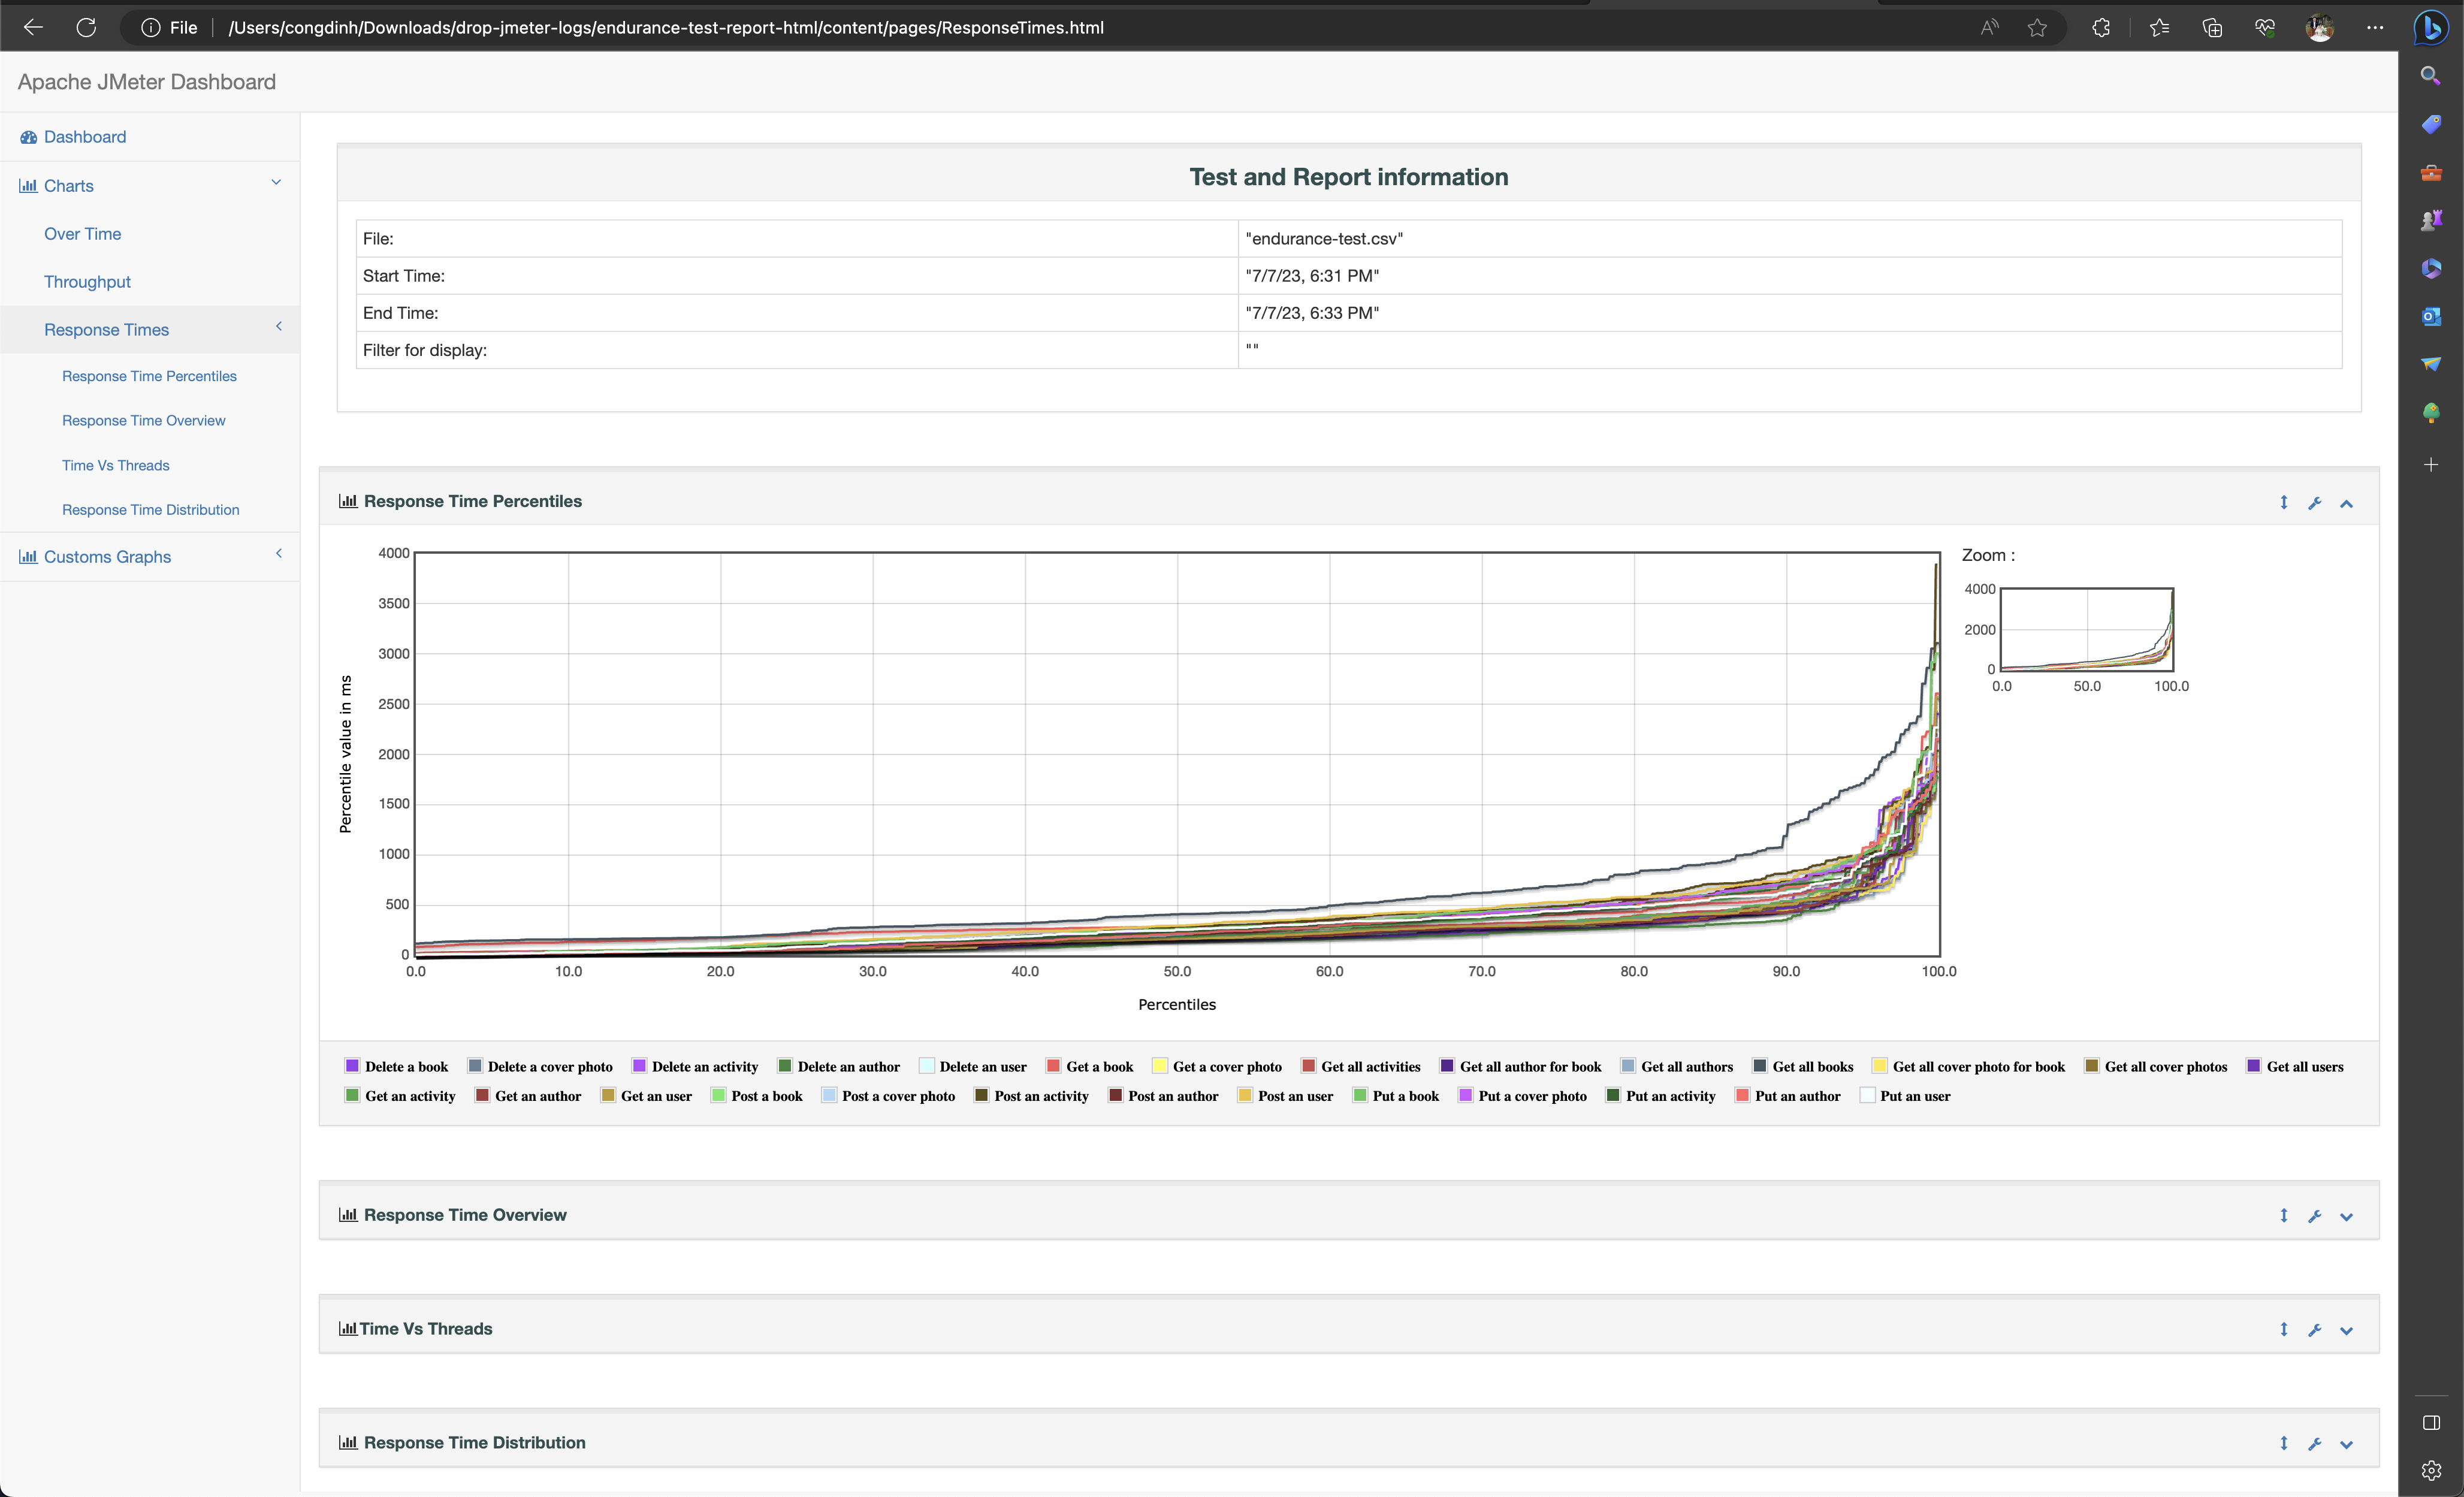 File /Users/congdinh/Downloads/drop-jmeter-logs/endurance-test-report-html/content/pages/ResponseTimes.html
Apache JMeter Dashboard
Dashboard
Charts
Over Time
Throughput
Response Times
Response Time Percentiles
Response Time Overview
Time Vs Threads
Response Time Distribution
Customs Graphs
Test and Report information
File: "endurance-test.csv"
Start Time: "7/7/23, 6:31 PM"
End Time: "7/7/23, 6:33 PM"
Filter for display: ""
Response Time Percentiles
4000
3500
3000
2500
2000
1500
1000
500
0
Percentile value in ms
0.0 10.0 20.0 30.0 40.0 50.0 60.0 70.0 80.0 90.0 100.0
Percentiles
Zoom :
4000
2000
0
0.0 50.0 100.0
Delete a book Delete a cover photo Delete an activity Delete an author Delete an user Get a book Get a cover photo Get all activities Get all author for book Get all authors Get all books Get all cover photo for book Get all cover photos Get all users
Get an activity Get an author Get an user Post a book Post a cover photo Post an activity Post an author Post an user Put a book Put a cover photo Put an activity Put an author Put an user
Response Time Overview
Time Vs Threads
Response Time Distribution